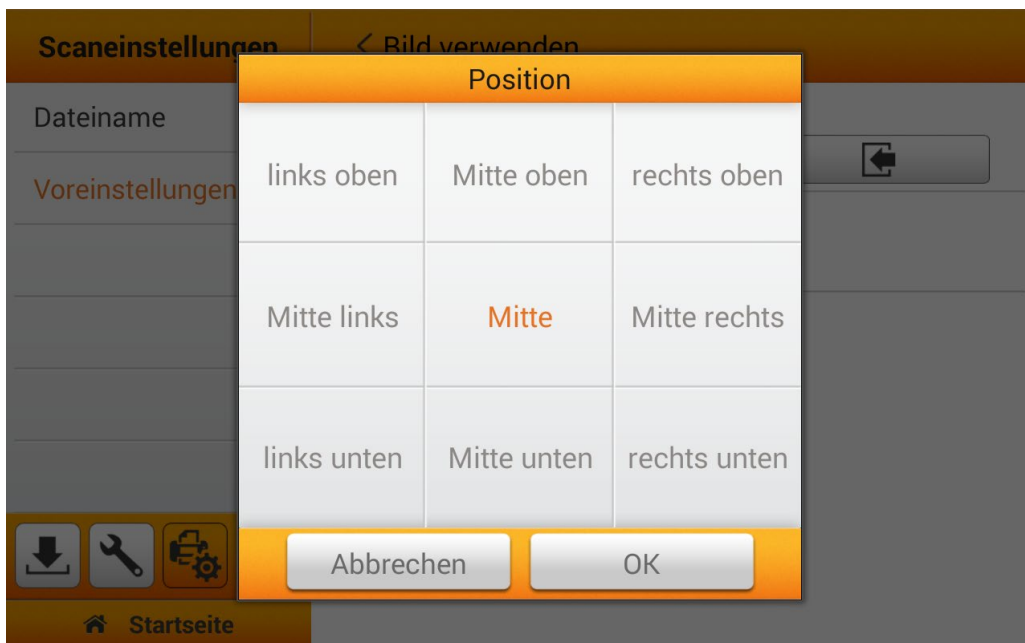 Scaneinstellungen
< Bild verwenden
Position
Dateiname
Voreinstellungen
links oben
Mitte oben
rechts oben
Mitte links
Mitte
Mitte rechts
links unten
Mitte unten
rechts unten
Abbrechen
OK
Startseite